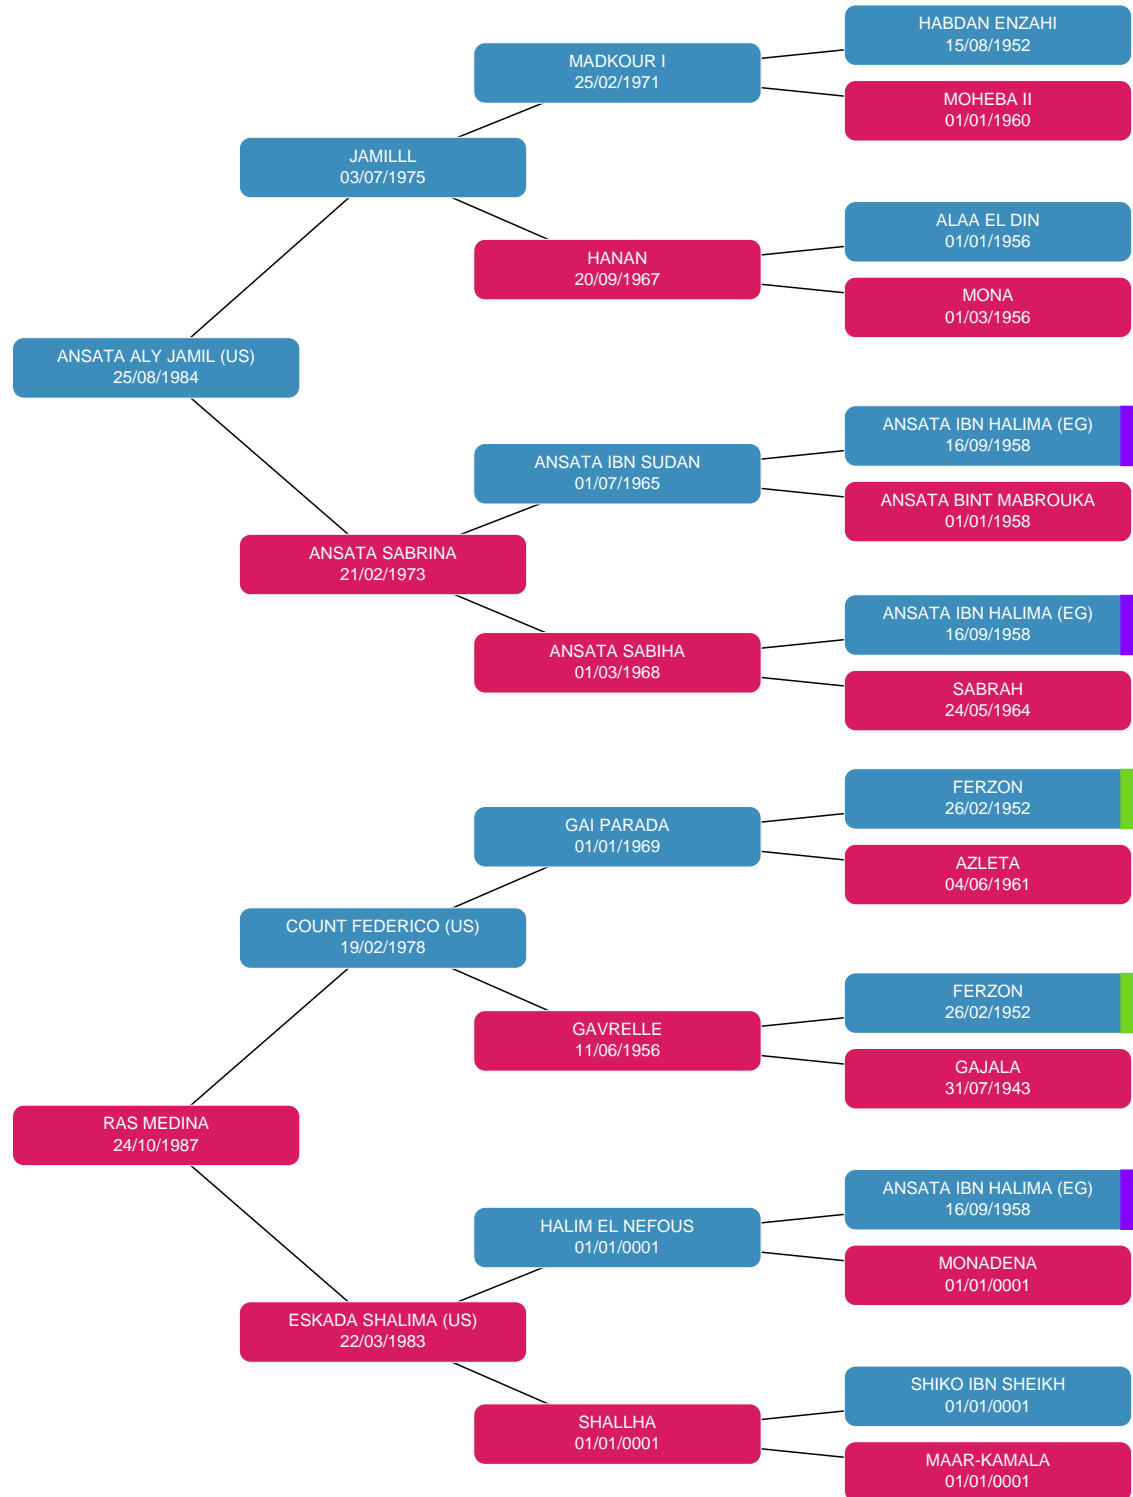 HABDAN ENZAHI
15/08/1952
MADKOUR I
25/02/1971
MOHEBA II
01/01/1960
JAMILLL
03/07/1975
ALAA EL DIN
01/01/1956
HANAN
20/09/1967
MONA
01/03/1956
ANSATA ALY JAMIL (US)
25/08/1984
ANSATA IBN HALIMA (EG)
16/09/1958
ANSATA IBN SUDAN
01/07/1965
ANSATA BINT MABROUKA
01/01/1958
ANSATA SABRINA
21/02/1973
ANSATA IBN HALIMA (EG)
16/09/1958
ANSATA SABIHA
01/03/1968
SABRAH
24/05/1964
FERZON
26/02/1952
GAI PARADA
01/01/1969
AZLETA
04/06/1961
COUNT FEDERICO (US)
19/02/1978
FERZON
26/02/1952
GAVRELLE
11/06/1956
GAJALA
31/07/1943
RAS MEDINA
24/10/1987
ANSATA IBN HALIMA (EG)
16/09/1958
HALIM EL NEFOUS
01/01/0001
MONADENA
01/01/0001
ESKADA SHALIMA (US)
22/03/1983
SHIKO IBN SHEIKH
01/01/0001
SHALLHA
01/01/0001
MAAR-KAMALA
01/01/0001